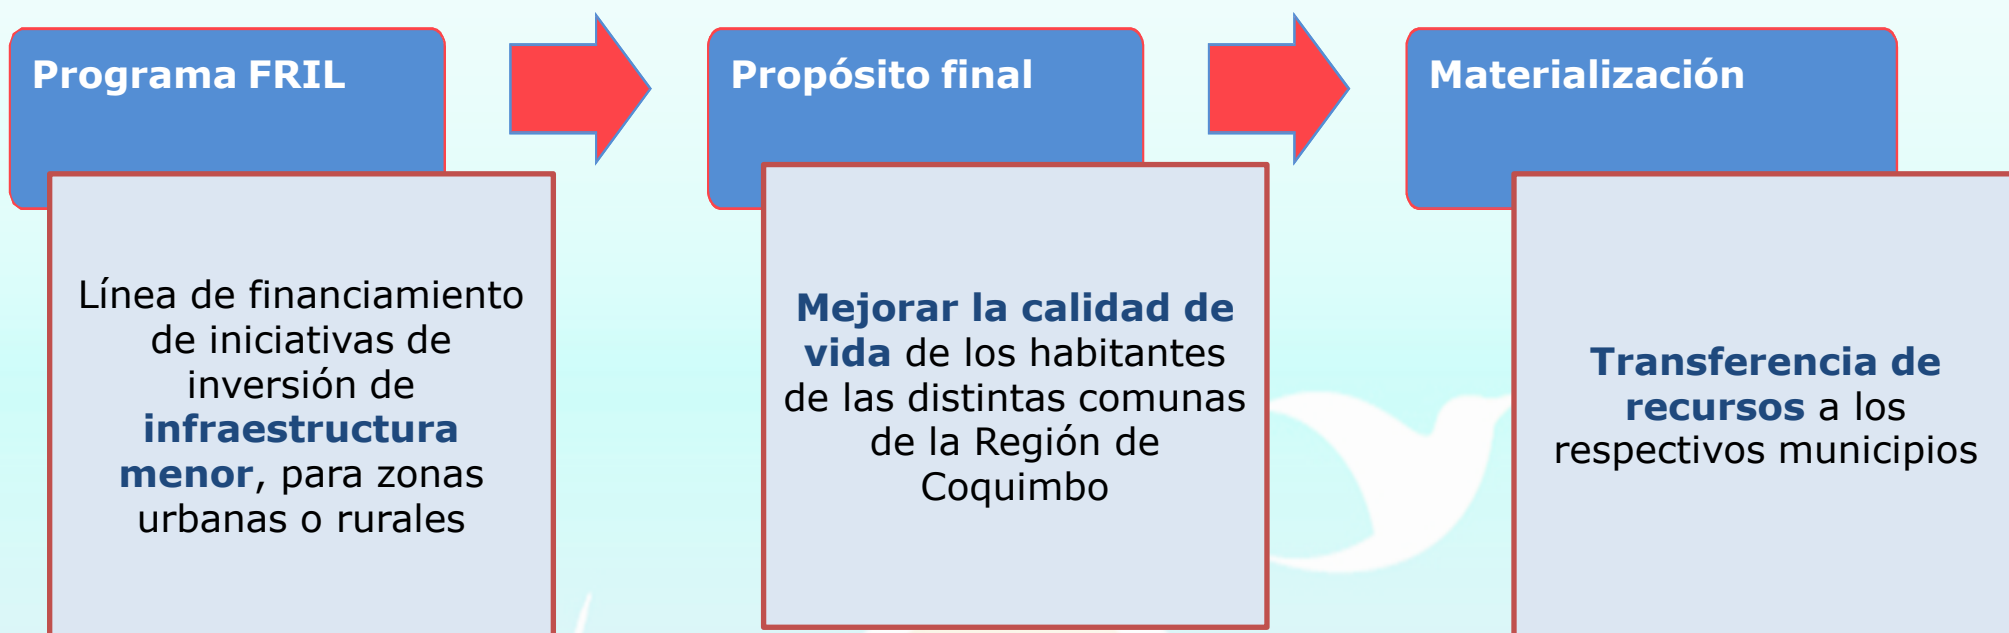 Programa FRIL
Línea de financiamiento
de iniciativas de
inversión de
infraestructura
menor, para zonas
urbanas o rurales
Propósito final
Mejorar la calidad de
vida de los habitantes
de las distintas comunas
de la Región de
Coquimbo
Materialización
Transferencia de
recursos a los
respectivos municipios